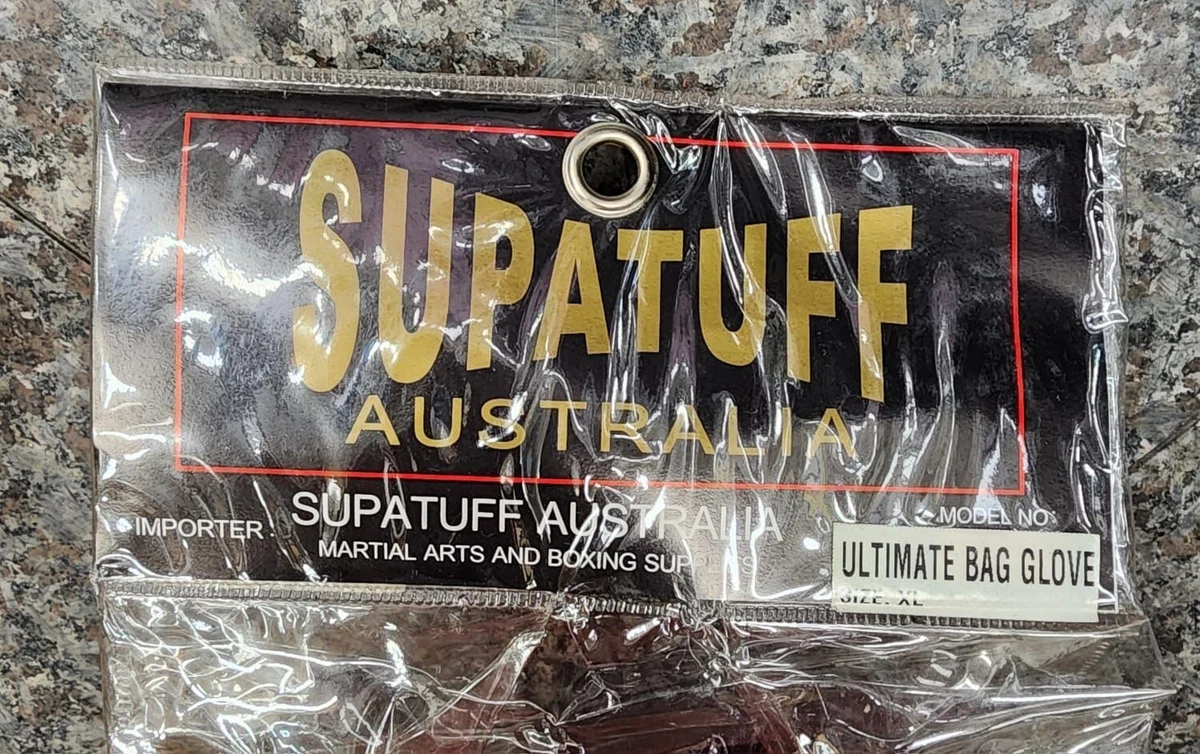 SUPATUFF
AUSTRALIA
IMPORTER: SUPATUFF AUSTRALIA
MARTIAL ARTS AND BOXING
MODEL NO:
ULTIMATE BAG GLOVE
SIZE: XL